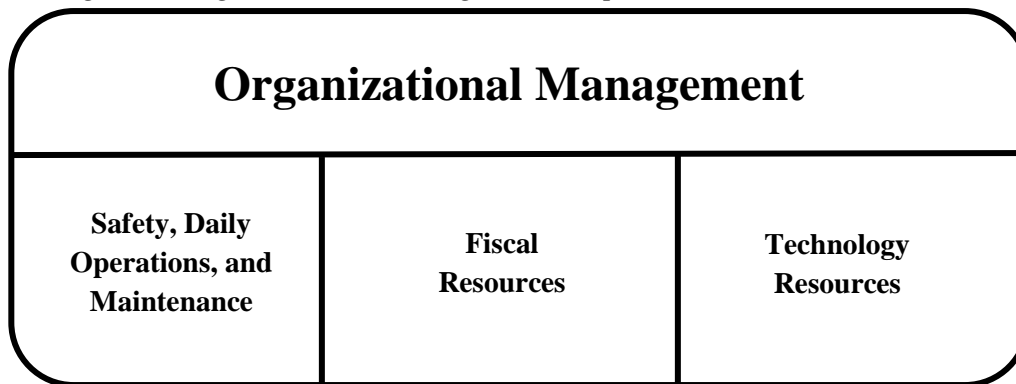 Organizational Management
Safety, Daily
Operations, and
Maintenance
Fiscal
Resources
Technology
Resources